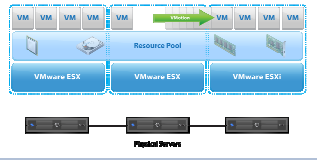 VM VM VM VM VM VMotion VM VM VM VM
Resource Pool
VMware ESX VMware ESX VMware ESXi
Physical Servers